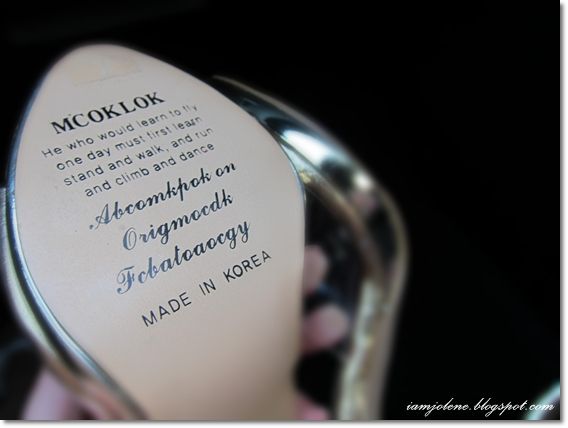 MCOKLOK
He who would learn to fly
one day must first learn
stand and walk, and run
and climb and dance
Abcomkpok on
Origmocdk
Fcbatoaocgy
MADE IN KOREA
iamjolene.blogspot.com